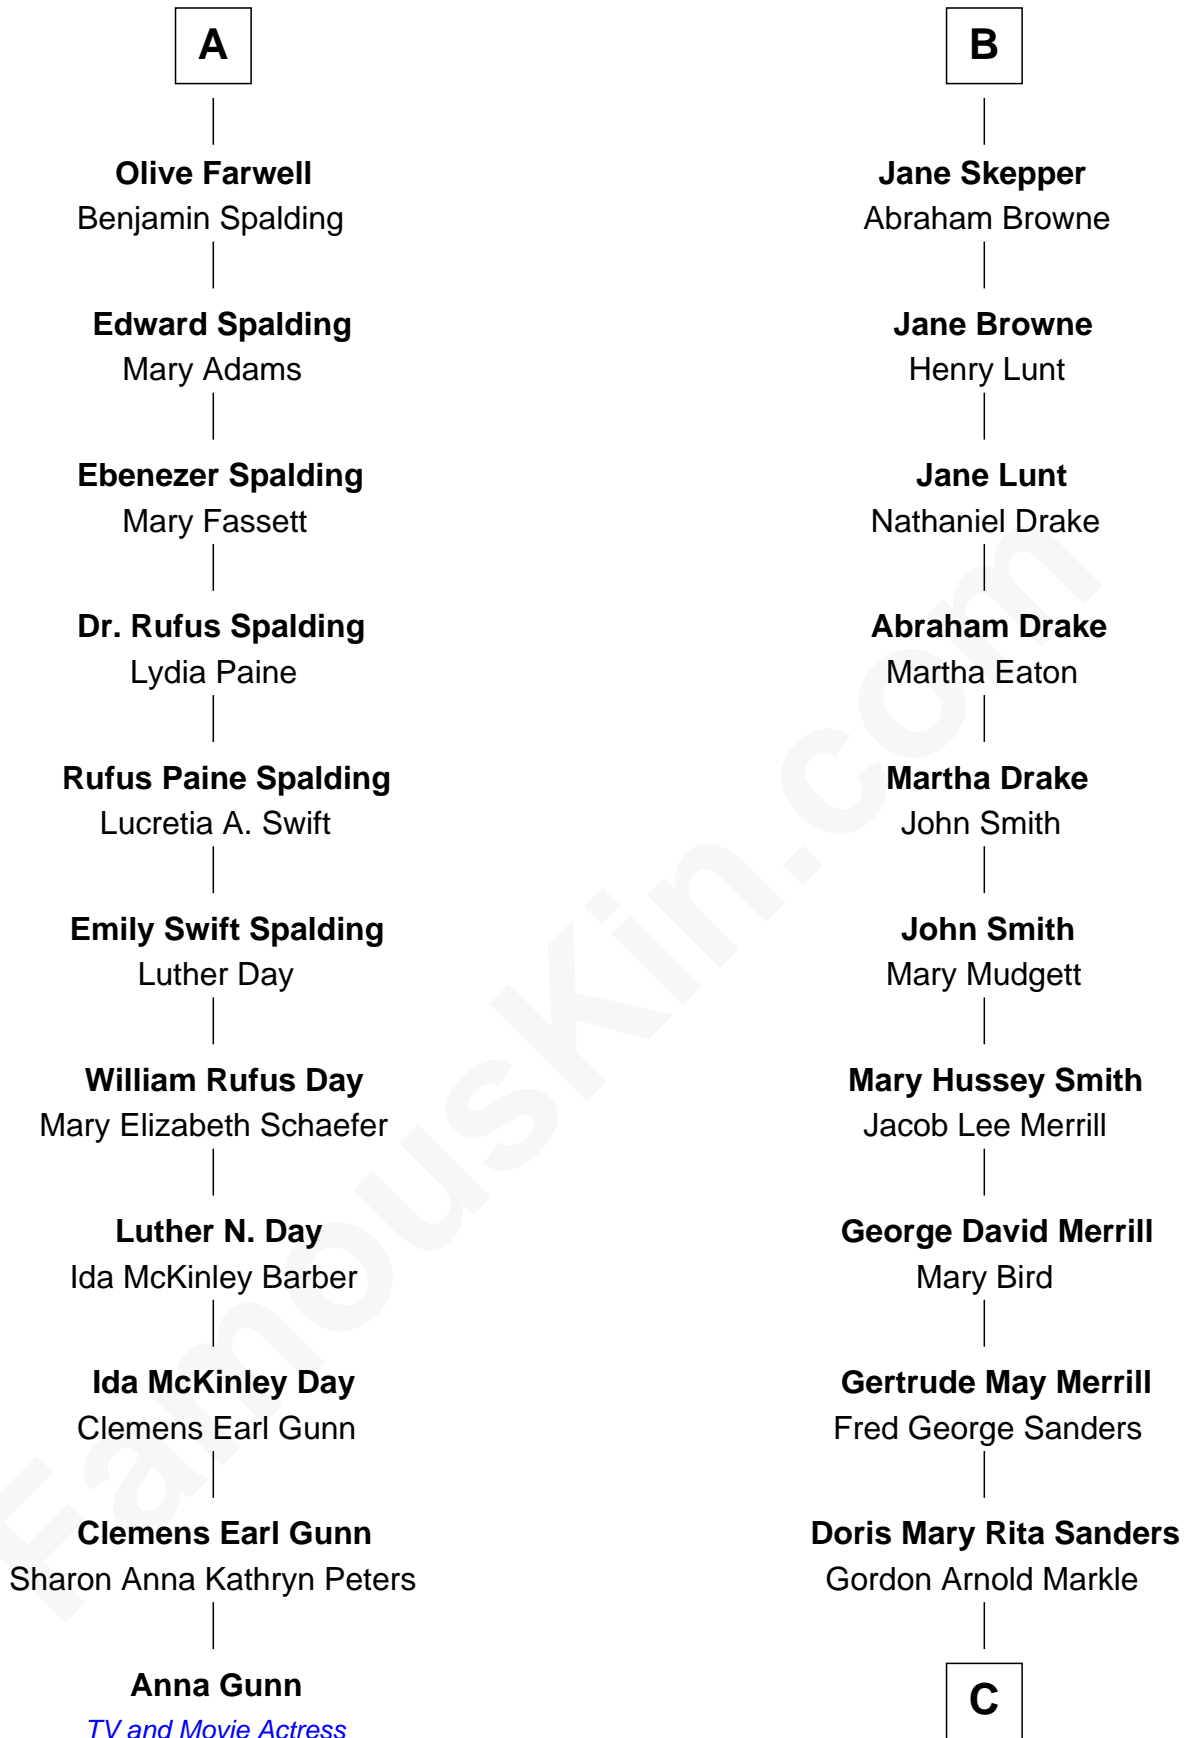 A
Olive Farwell
Benjamin Spalding
Edward Spalding
Mary Adams
Ebenezer Spalding
Mary Fassett
Dr. Rufus Spalding
Lydia Paine
Rufus Paine Spalding
Lucretia A. Swift
Emily Swift Spalding
Luther Day
William Rufus Day
Mary Elizabeth Schaefer
Luther N. Day
Ida McKinley Barber
Ida McKinley Day
Clemens Earl Gunn
Clemens Earl Gunn
Sharon Anna Kathryn Peters
Anna Gunn
TV and Movie Actress
B
Jane Skepper
Abraham Browne
Jane Browne
Henry Lunt
Jane Lunt
Nathaniel Drake
Abraham Drake
Martha Eaton
Martha Drake
John Smith
John Smith
Mary Mudgett
Mary Hussey Smith
Jacob Lee Merrill
George David Merrill
Mary Bird
Gertrude May Merrill
Fred George Sanders
Doris Mary Rita Sanders
Gordon Arnold Markle
C
FamousKin.com